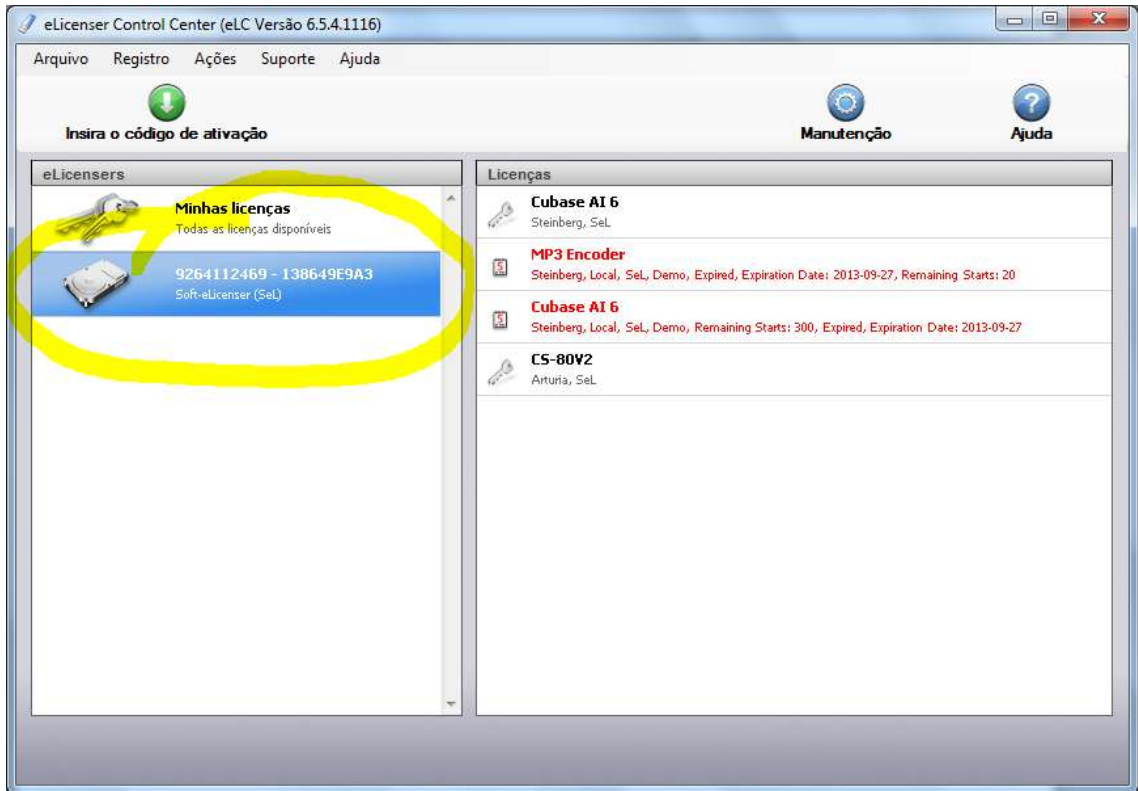 eLicenser Control Center (eLC Versão 6.5.4.1116)
Arquivo Registro Ações Suporte Ajuda
Insira o código de ativação
Manutenção
Ajuda
eLicensers
Minhas licenças
Todas as licenças disponíveis
9264112469 - 138649E9A3
Soft-eLicenser (SeL)
Licenças
Cubase AI 6
Steinberg, SeL
MP3 Encoder
Steinberg, Local, SeL, Demo, Expired, Expiration Date: 2013-09-27, Remaining Starts: 20
Cubase AI 6
Steinberg, Local, SeL, Demo, Remaining Starts: 300, Expired, Expiration Date: 2013-09-27
CS-80V2
Arturia, SeL